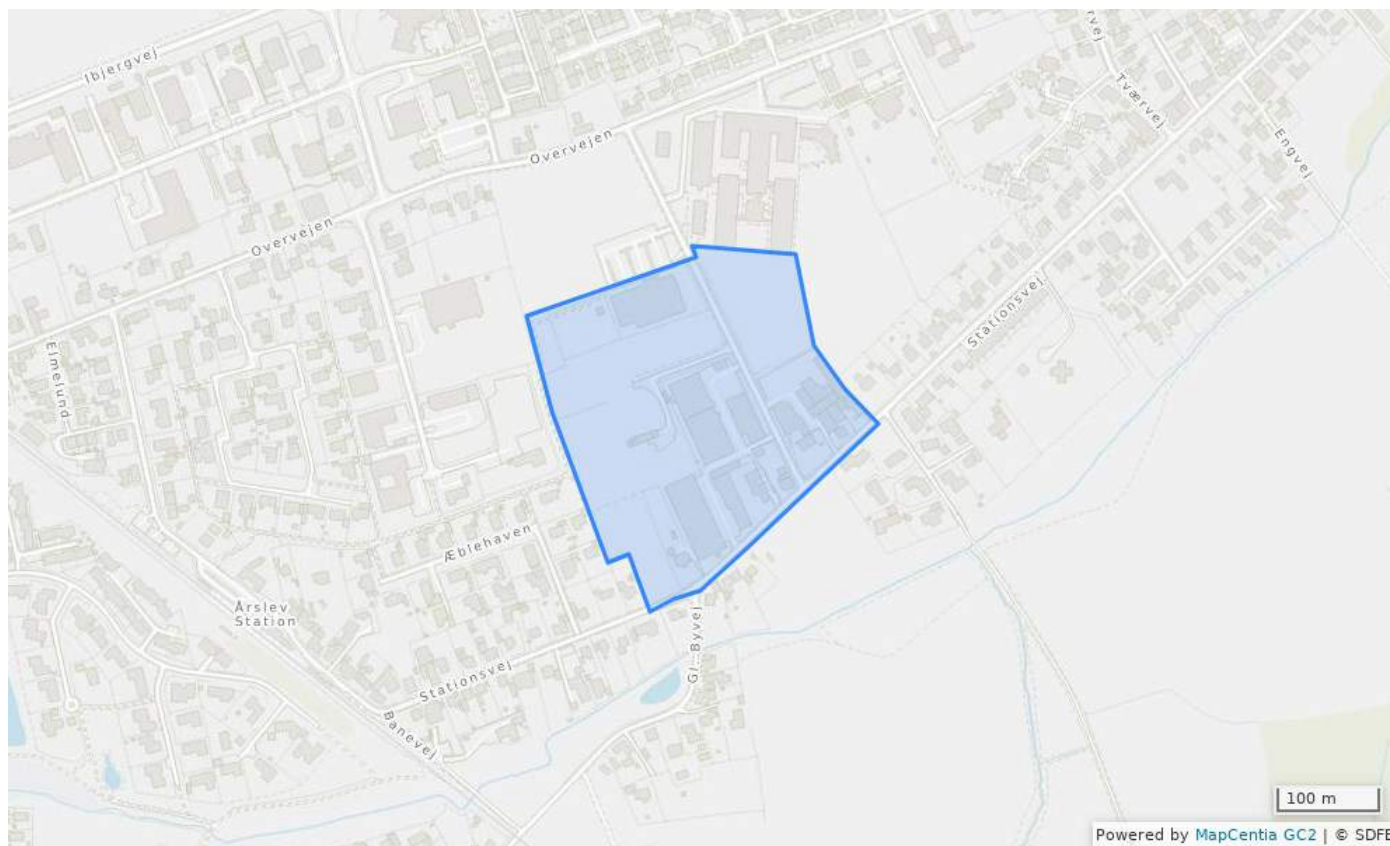 Ibjergvej
Overvejen
Tværvej
Engvej
Overvejen
Stationsvej
Elmelund
Æblehaven
Årslev
Station
Gl. Byvej
Stationsvej
Banevej
100 m
Powered by MapCentia GC2 | © SDFE